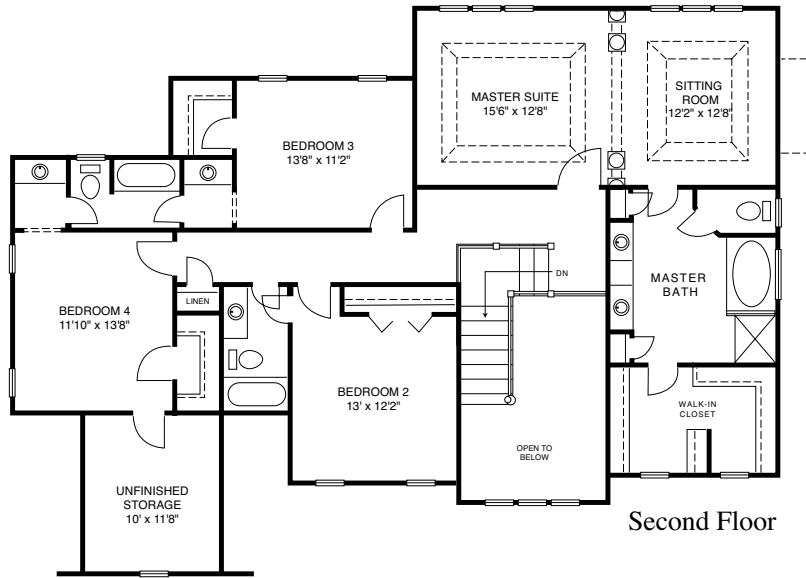 MASTER SUITE
15'6" x 12'8"
SITTING
ROOM
12'2" x 12'8"
BEDROOM 3
13'8" x 11'2"
BEDROOM 4
11'10" x 13'8"
LINEN
DN
MASTER
BATH
BEDROOM 2
13' x 12'2"
WALK-IN
CLOSET
OPEN TO
BELOW
UNFINISHED
STORAGE
10' x 11'8"
Second Floor